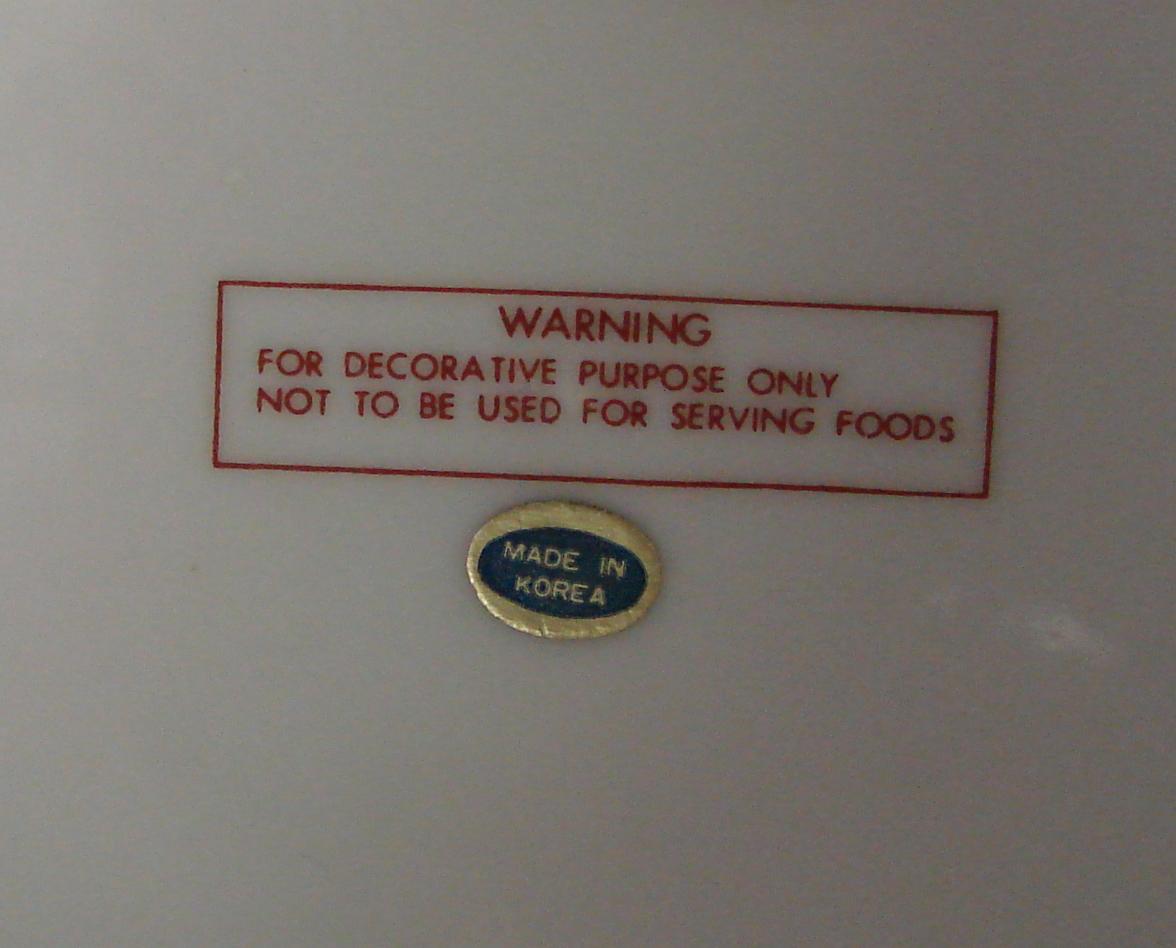 WARNING
FOR DECORATIVE PURPOSE ONLY
NOT TO BE USED FOR SERVING FOODS
MADE IN
KOREA